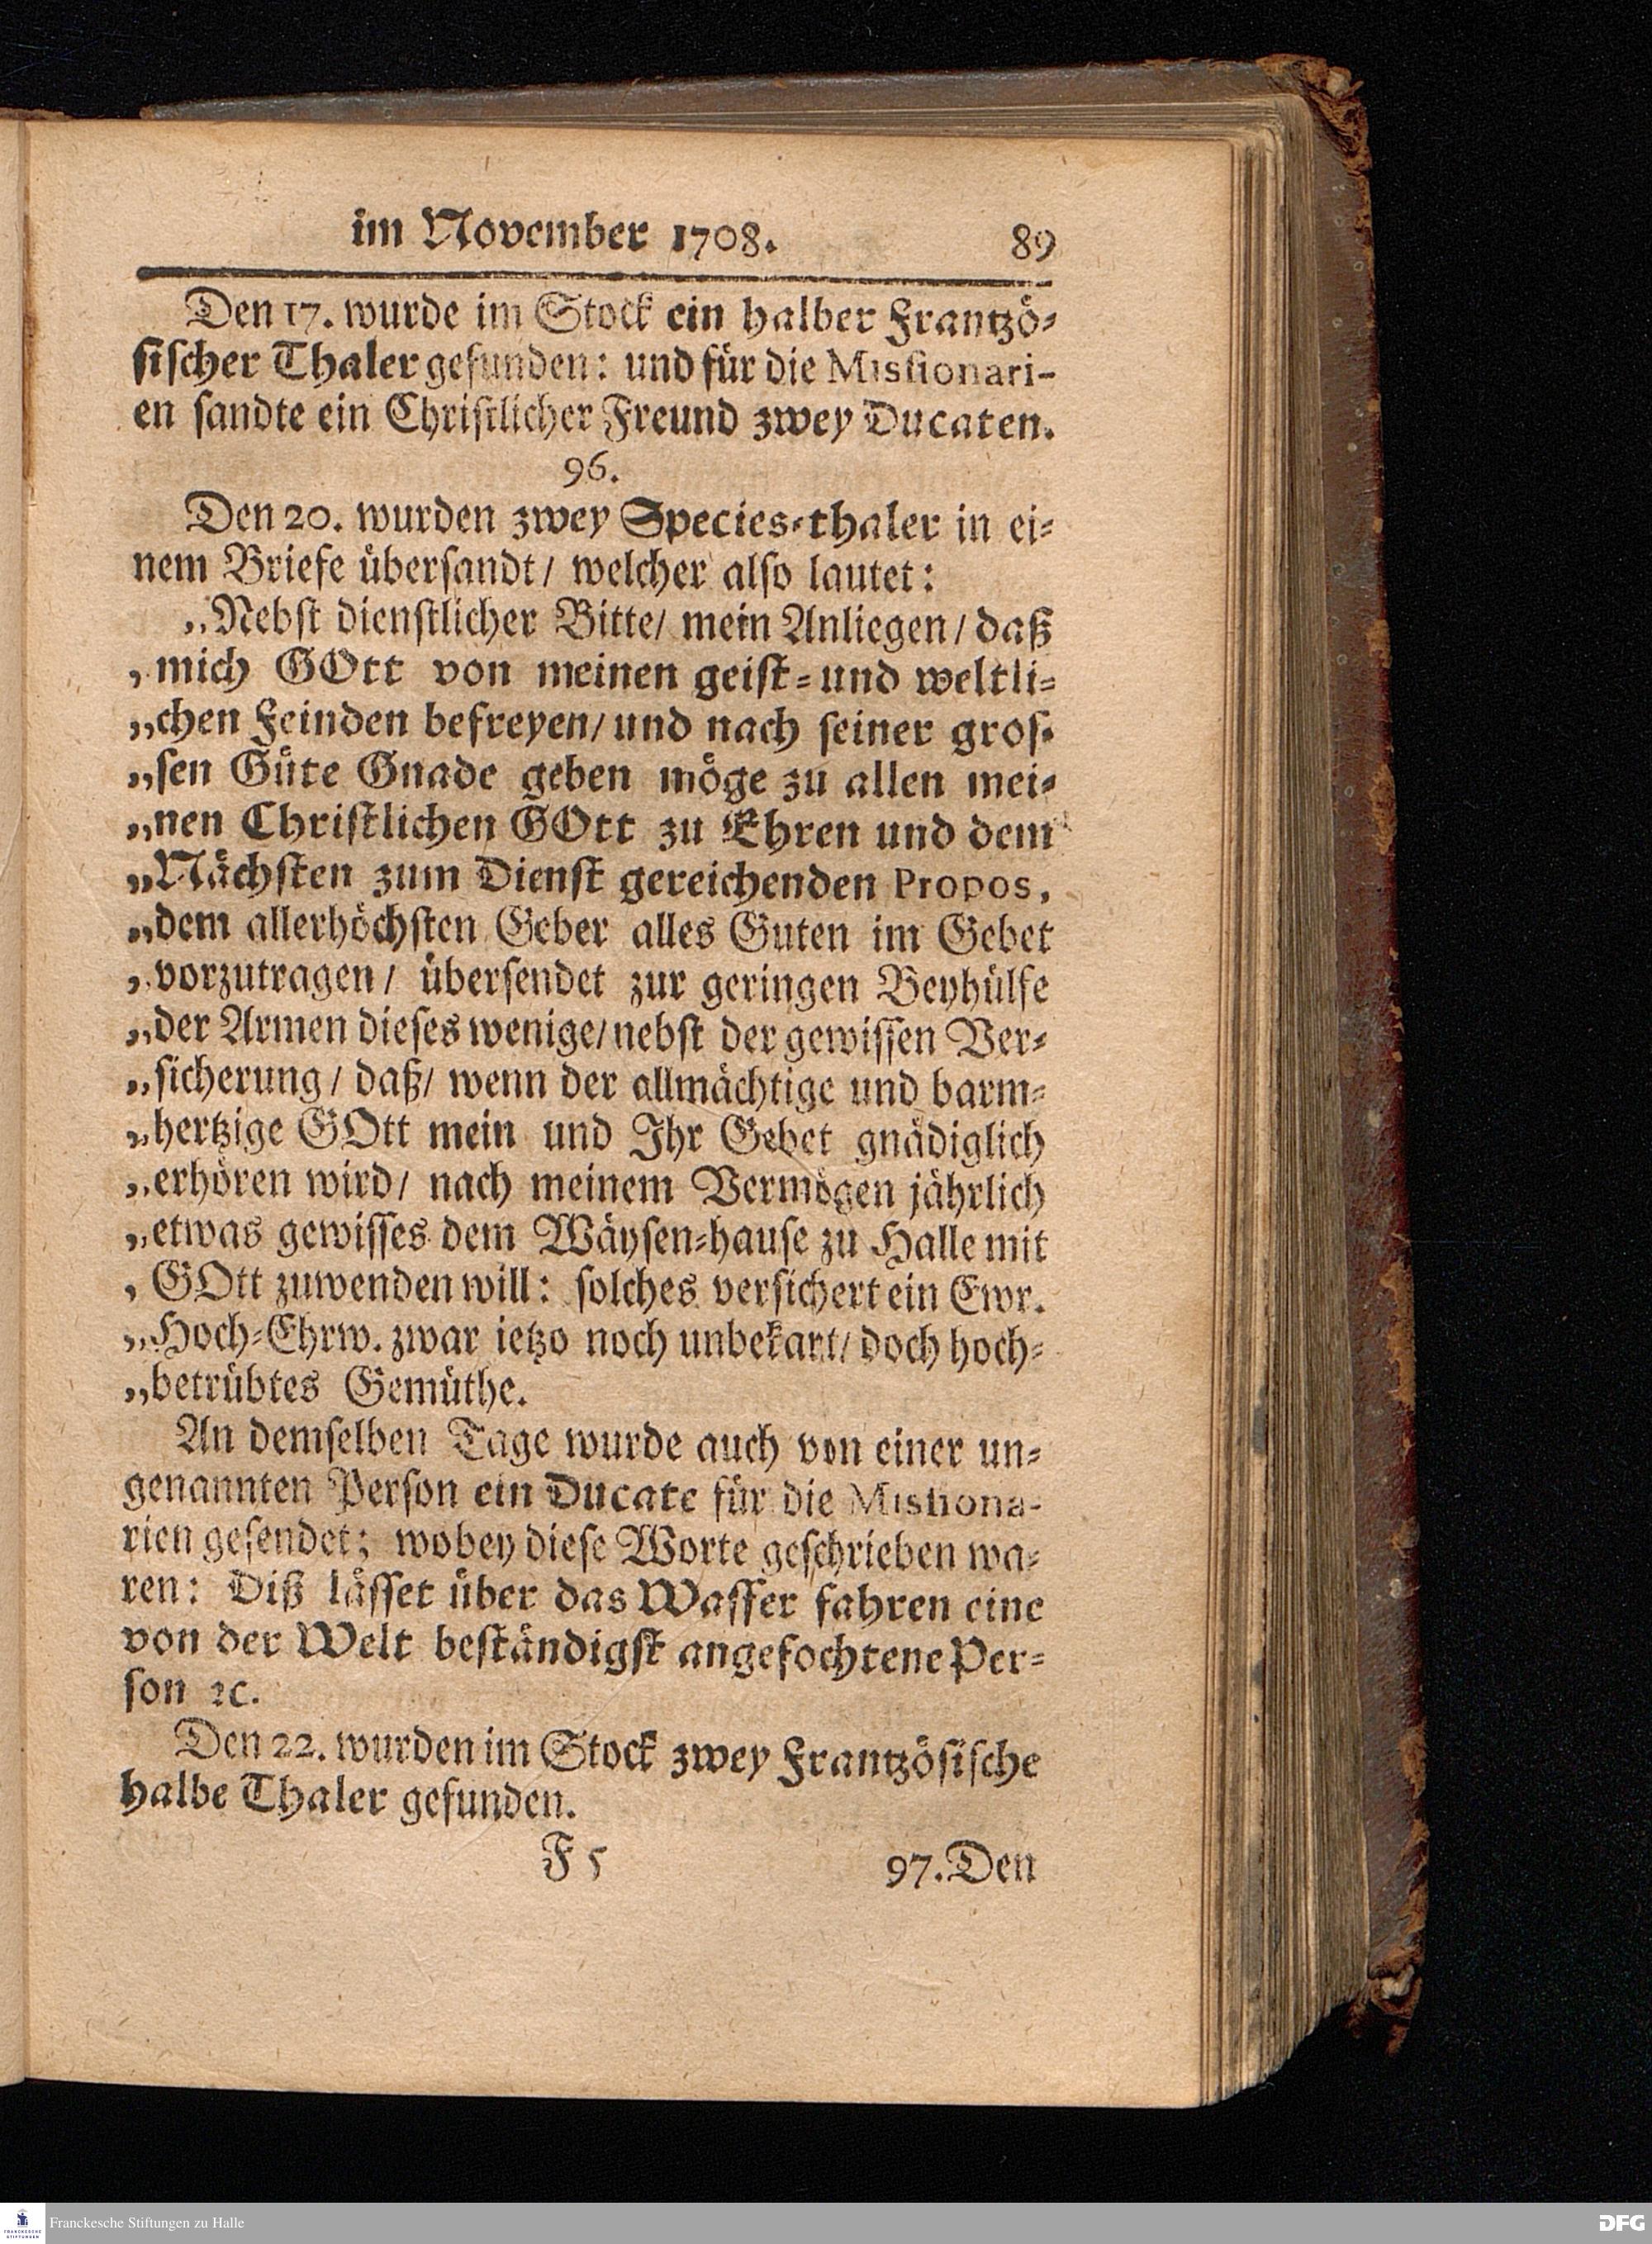 im November 1708. 89
Den 17. wurde im Stock ein halber Frantzö⸗
sischer Thaler gefunden: und für die Missionari-
en sandte ein Christlicher Freund zwey Ducaten.
96.
Den 20. wurden zwey Species⸗thaler in ei⸗
nem Briefe übersandt/ welcher also lautet:
„Nebst dienstlicher Bitte/ mein Anliegen/ daß
„mich GOtt von meinen geist⸗und weltli⸗
„chen Feinden befreyen/ und nach seiner gros⸗
„sen Güte Gnade geben möge zu allen mei⸗
„nen Christlichen GOtt zu Ehren und dem
„Nächsten zum Dienst gereichenden Propos,
„dem allerhöchsten Geber alles Guten im Gebet
„vorzutragen/ übersendet zur geringen Beyhülfe
„der Armen dieses wenige/ nebst der gewissen Ver⸗
„sicherung/ daß/ wenn der allmächtige und barm⸗
„hertzige GOtt mein und Ihr Gebet gnädiglich
„erhören wird/ nach meinem Vermögen jährlich
„etwas gewisses dem Wäysen⸗hause zu Halle mit
„GOtt zuwenden will: solches versichert ein Ewr.
„Hoch⸗Ehrw. zwar ietzo noch unbekant/ doch hoch⸗
„betrübtes Gemüthe.
An demselben Tage wurde auch von einer un⸗
genannten Person ein Ducate für die Missiona-
rien gesendet; wobey diese Worte geschrieben wa⸗
ren: Diß lässet über das Wasser fahren eine
von der Welt beständigst angefochtene Per⸗
son ꝛc.
Den 22. wurden im Stock zwey Frantzösische
halbe Thaler gefunden.
F 5 97. Den
FRANCKESCHE STIFTUNGEN
Franckesche Stiftungen zu Halle
DFG